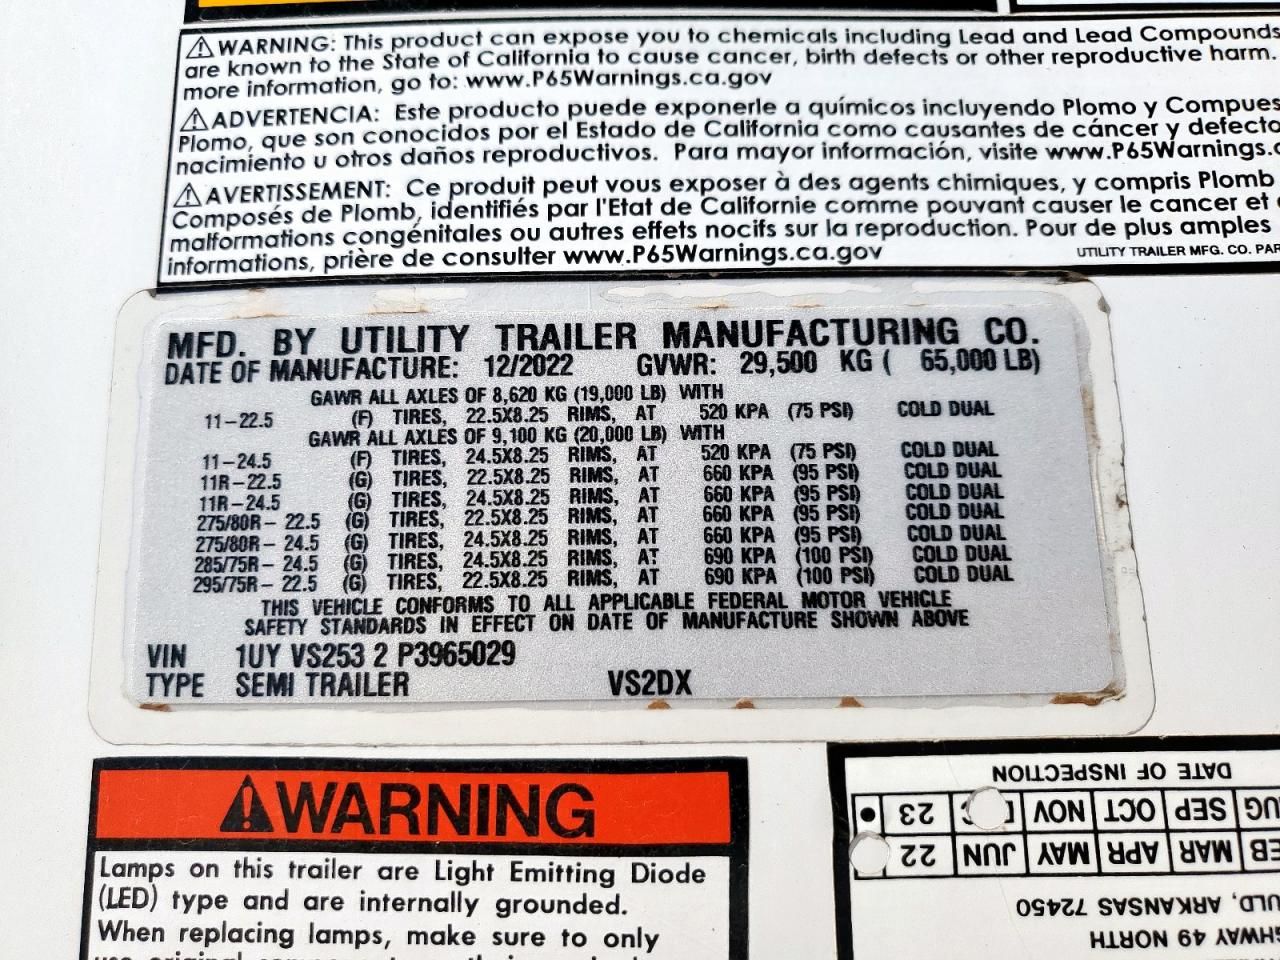 ⚠WARNING: This product can expose you to chemicals including Lead and Lead Compounds
are known to the State of California to cause cancer, birth defects or other reproductive harm.
more information, go to: www.P65Warnings.ca.gov
⚠ADVERTENCIA: Este producto puede exponerle a químicos incluyendo Plomo y Compues
Plomo, que son conocidos por el Estado de California como causantes de cáncer y defecto
nacimiento u otros daños reproductivos. Para mayor información, visite www.P65Warnings.c
⚠AVERTISSEMENT: Ce produit peut vous exposer à des agents chimiques, y compris Plomb
Composés de Plomb, identifiés par l'Etat de Californie comme pouvant causer le cancer et
malformations congénitales ou autres effets nocifs sur la reproduction. Pour de plus amples
informations, prière de consulter www.P65Warnings.ca.gov
UTILITY TRAILER MFG. CO. PAR
MFD. BY UTILITY TRAILER MANUFACTURING CO.
DATE OF MANUFACTURE: 12/2022 GVWR: 29,500 KG ( 65,000 LB)
GAWR ALL AXLES OF 8,620 KG (19,000 LB) WITH
11-22.5 (F) TIRES, 22.5X8.25 RIMS, AT 520 KPA (75 PSI) COLD DUAL
GAWR ALL AXLES OF 9,100 KG (20,000 LB) WITH
11-24.5 (F) TIRES, 24.5X8.25 RIMS, AT 520 KPA (75 PSI) COLD DUAL
11R-22.5 (G) TIRES, 22.5X8.25 RIMS, AT 660 KPA (95 PSI) COLD DUAL
11R-24.5 (G) TIRES, 24.5X8.25 RIMS, AT 660 KPA (95 PSI) COLD DUAL
275/80R- 22.5 (G) TIRES, 22.5X8.25 RIMS, AT 660 KPA (95 PSI) COLD DUAL
275/80R- 24.5 (G) TIRES, 24.5X8.25 RIMS, AT 660 KPA (95 PSI) COLD DUAL
285/75R- 24.5 (G) TIRES, 24.5X8.25 RIMS, AT 690 KPA (100 PSI) COLD DUAL
295/75R- 22.5 (G) TIRES, 22.5X8.25 RIMS, AT 690 KPA (100 PSI) COLD DUAL
THIS VEHICLE CONFORMS TO ALL APPLICABLE FEDERAL MOTOR VEHICLE
SAFETY STANDARDS IN EFFECT ON DATE OF MANUFACTURE SHOWN ABOVE
VIN 1UY VS253 2 P3965029
TYPE SEMI TRAILER VS2DX
⚠WARNING
Lamps on this trailer are Light Emitting Diode
(LED) type and are internally grounded.
When replacing lamps, make sure to only
HIGHWAY 49 NORTH
ULD, ARKANSAS 72450
EB MAR APR MAY JUN 22
UG SEP OCT NOV 23
DATE OF INSPECTION